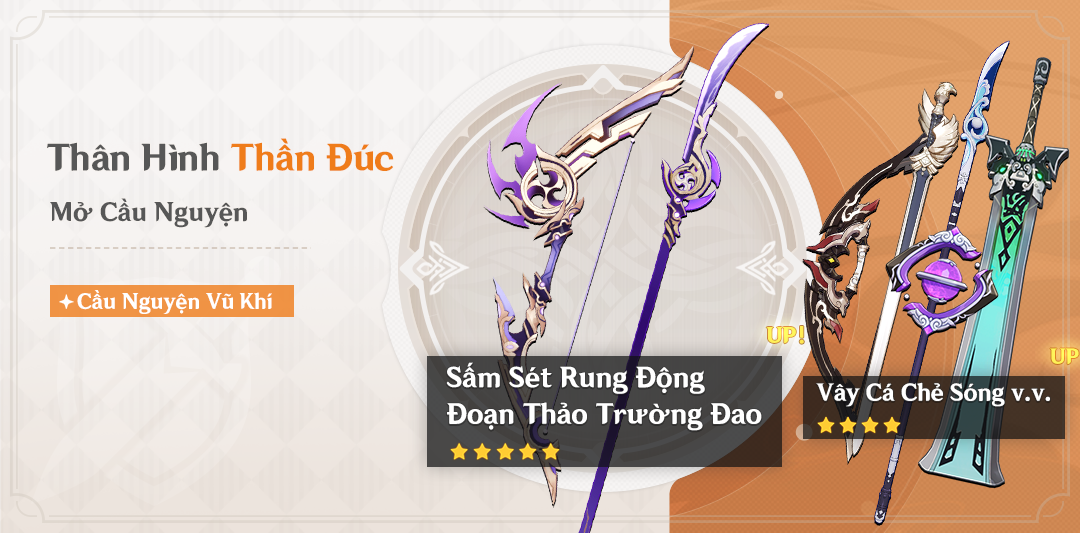 Thân Hình Thần Đúc
Mở Cầu Nguyện
Cầu Nguyện Vũ Khí
UP!
Sấm Sét Rung Động
Đoạn Thảo Trường Đao
UP
Vây Cá Chẻ Sóng v.v.